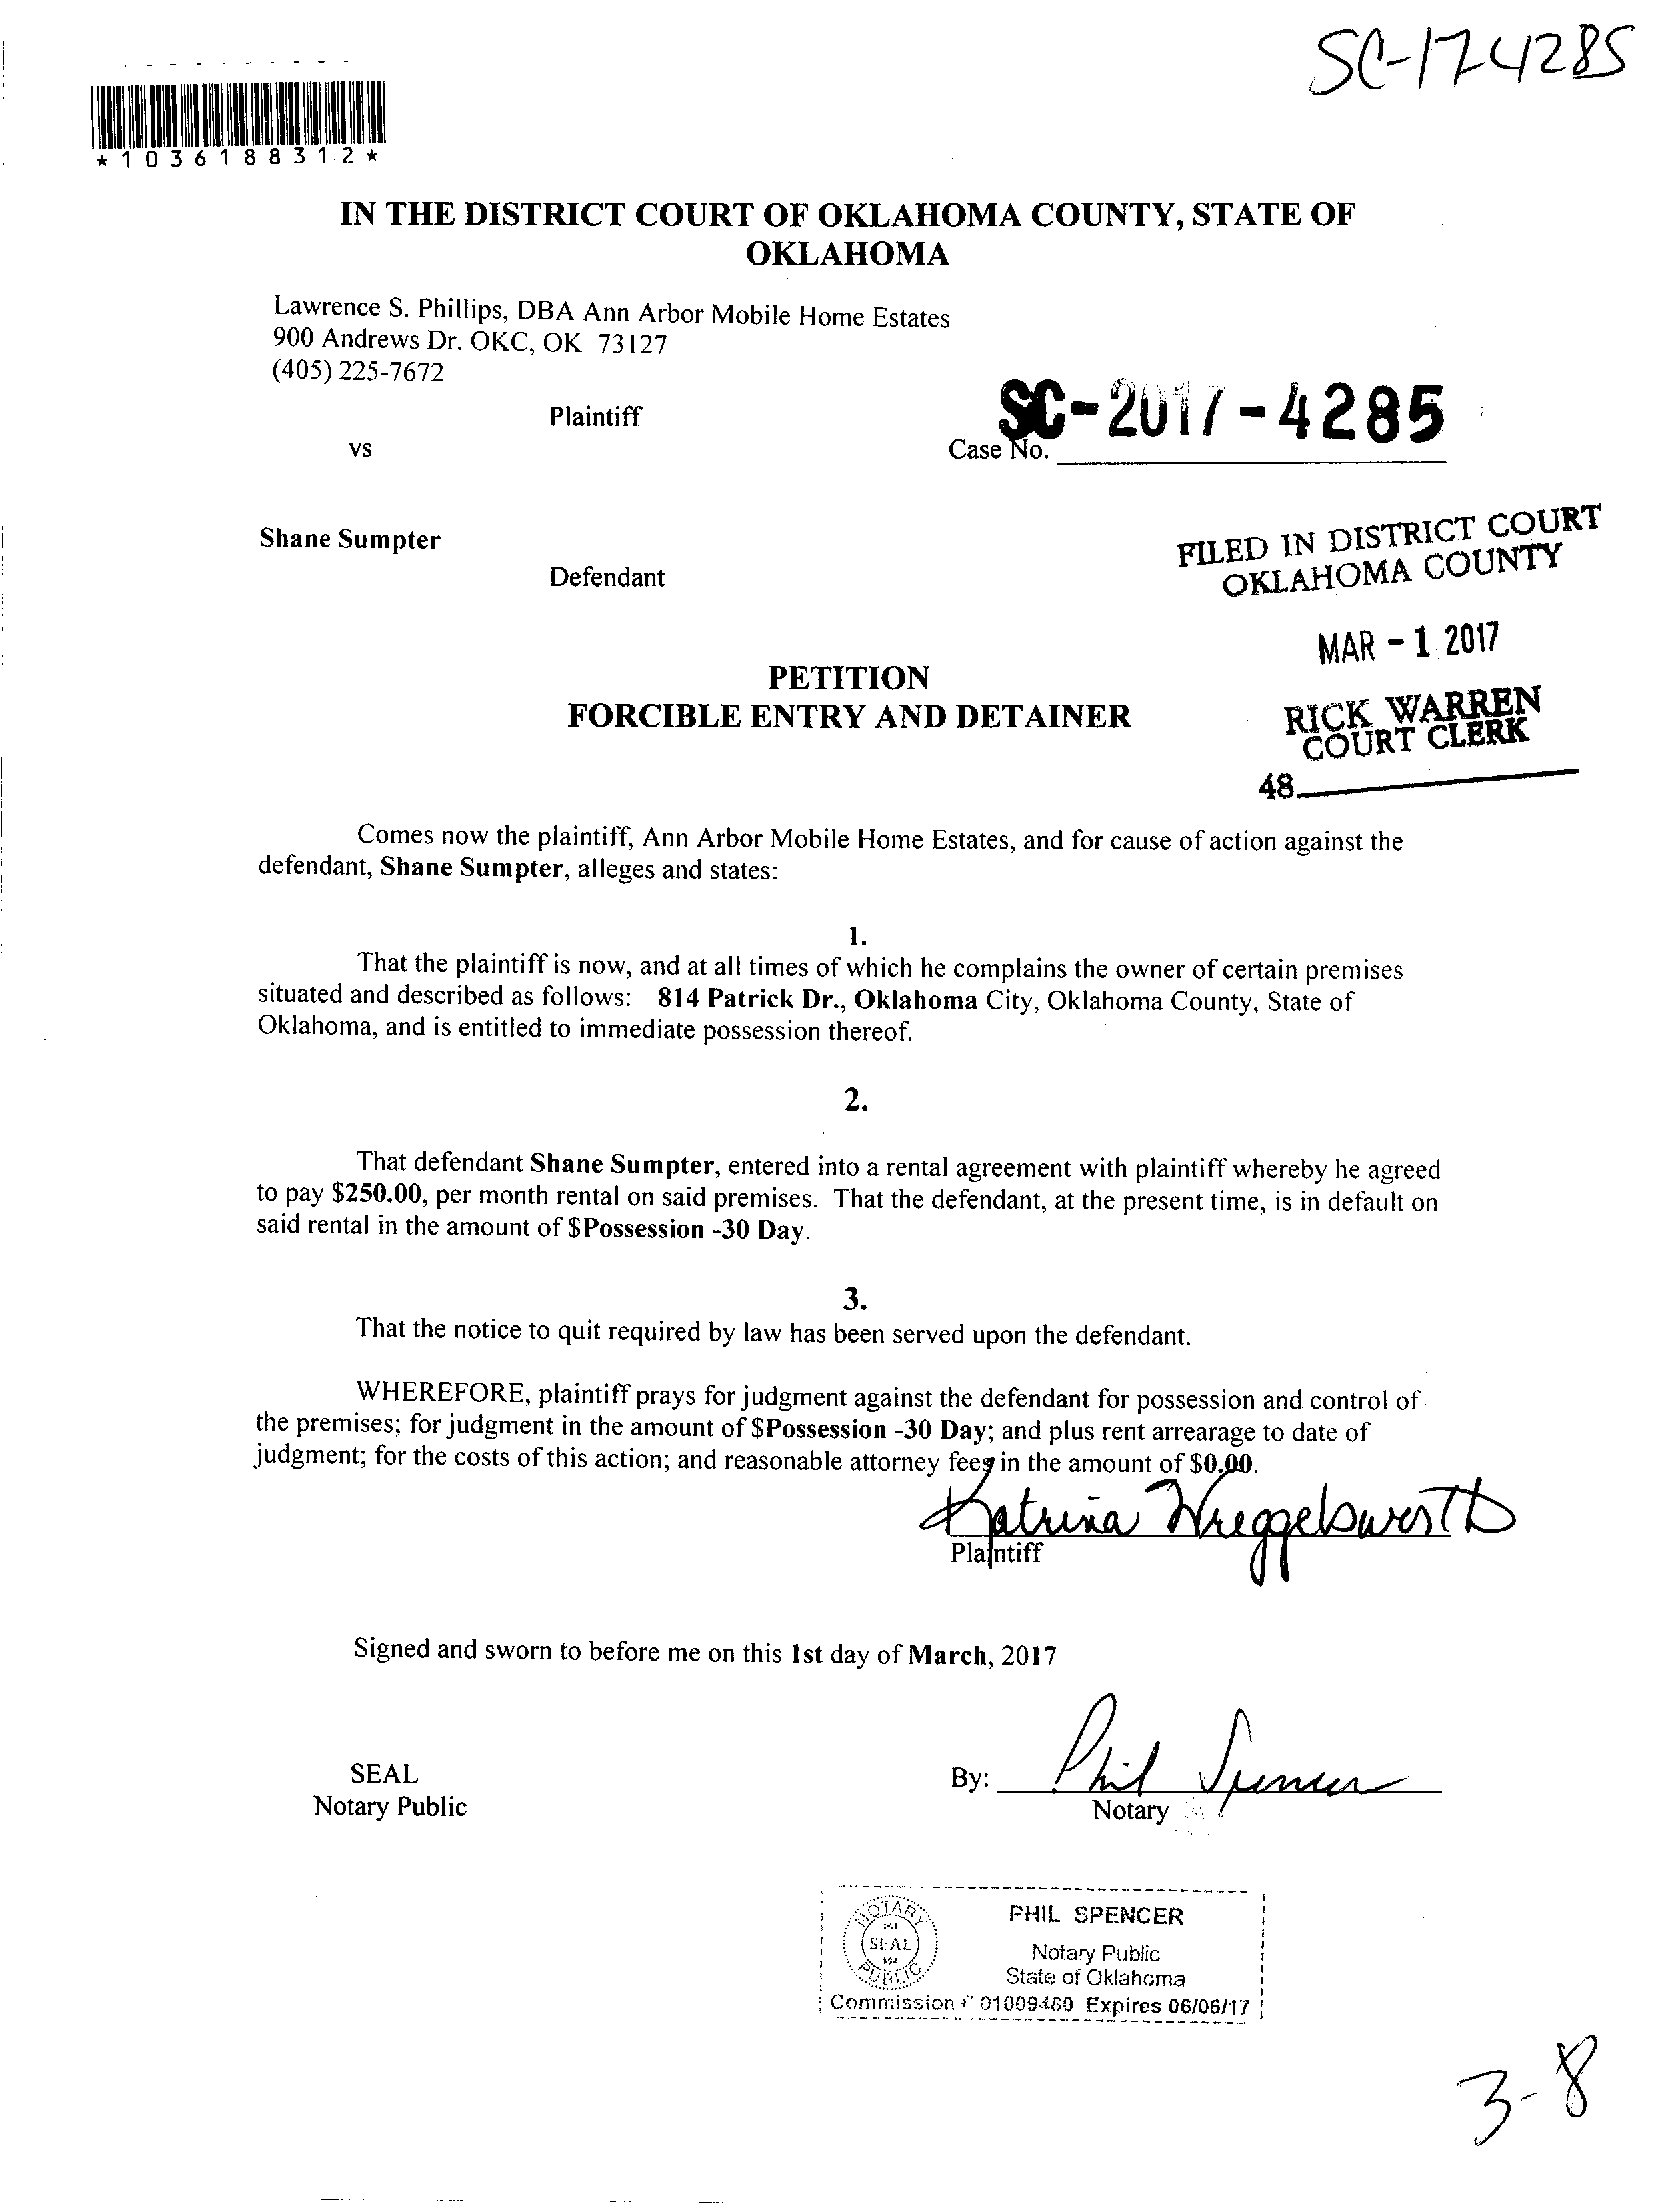 SC-174285
*1036188312*
IN THE DISTRICT COURT OF OKLAHOMA COUNTY, STATE OF
OKLAHOMA
Lawrence S. Phillips, DBA Ann Arbor Mobile Home Estates
900 Andrews Dr. OKC, OK 73127
(405) 225-7672
Plaintiff
SC-2017-4285
vs
Case No.
Shane Sumpter
Defendant
FILED IN DISTRICT COURT
OKLAHOMA COUNTY
MAR - 1 2017
RICK WARREN
COURT CLERK
48
PETITION
FORCIBLE ENTRY AND DETAINER
Comes now the plaintiff, Ann Arbor Mobile Home Estates, and for cause of action against the
defendant, Shane Sumpter, alleges and states:
1.
That the plaintiff is now, and at all times of which he complains the owner of certain premises
situated and described as follows: 814 Patrick Dr., Oklahoma City, Oklahoma County, State of
Oklahoma, and is entitled to immediate possession thereof.
2.
That defendant Shane Sumpter, entered into a rental agreement with plaintiff whereby he agreed
to pay $250.00, per month rental on said premises. That the defendant, at the present time, is in default on
said rental in the amount of $Possession -30 Day.
3.
That the notice to quit required by law has been served upon the defendant.
WHEREFORE, plaintiff prays for judgment against the defendant for possession and control of
the premises; for judgment in the amount of $Possession -30 Day; and plus rent arrearage to date of
judgment; for the costs of this action; and reasonable attorney fees in the amount of $0.00.
Katrina Wreggelsworth
Plaintiff
Signed and sworn to before me on this 1st day of March, 2017
SEAL
Notary Public
By: Phil Spencer
Notary
NOTARY
SEAL
PUBLIC
PHIL SPENCER
Notary Public
State of Oklahoma
Commission # 01009460 Expires 06/06/17
3-8